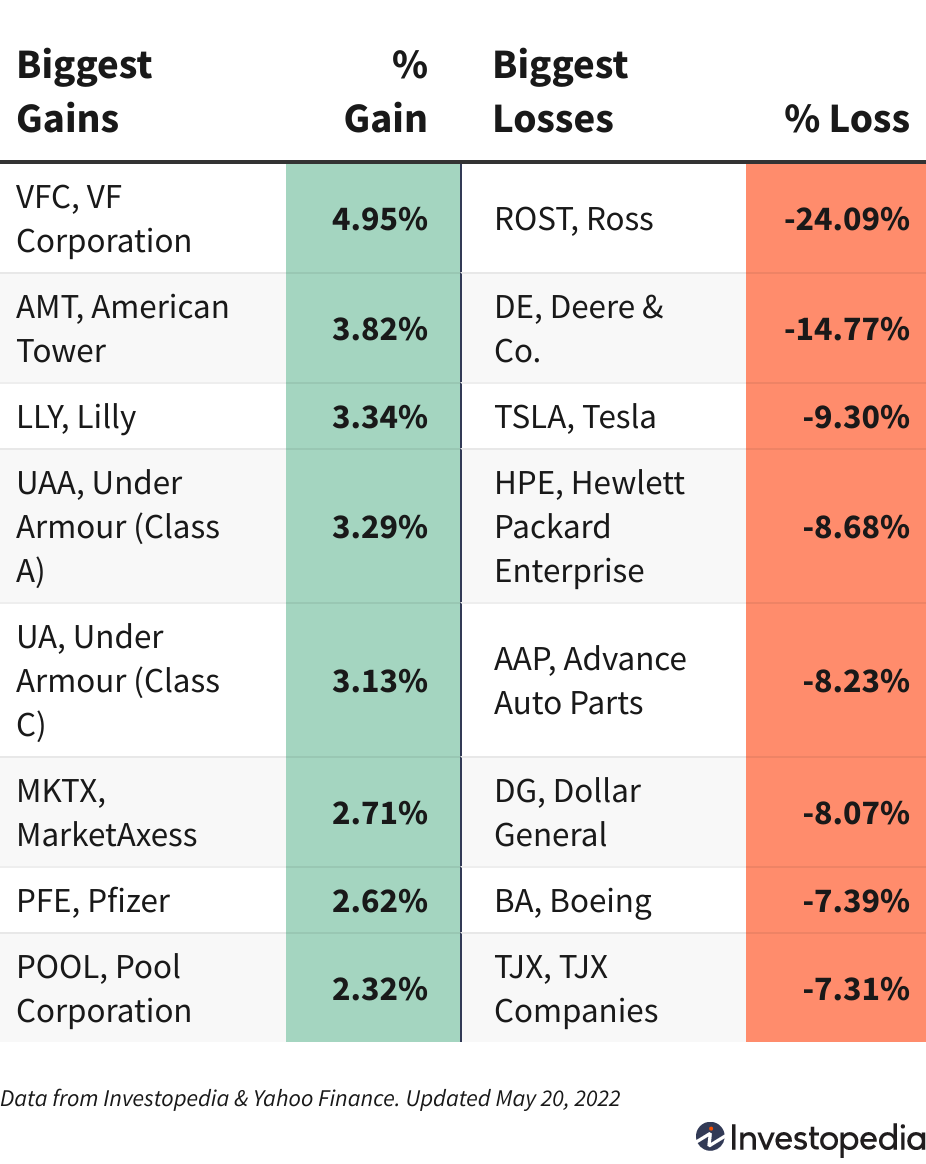 Biggest Gains % Gain Biggest Losses % Loss
VFC, VF Corporation 4.95% ROST, Ross -24.09%
AMT, American Tower 3.82% DE, Deere & Co. -14.77%
LLY, Lilly 3.34% TSLA, Tesla -9.30%
UAA, Under Armour (Class A) 3.29% HPE, Hewlett Packard Enterprise -8.68%
UA, Under Armour (Class C) 3.13% AAP, Advance Auto Parts -8.23%
MKTX, MarketAxess 2.71% DG, Dollar General -8.07%
PFE, Pfizer 2.62% BA, Boeing -7.39%
POOL, Pool Corporation 2.32% TJX, TJX Companies -7.31%
Data from Investopedia & Yahoo Finance. Updated May 20, 2022
Investopedia